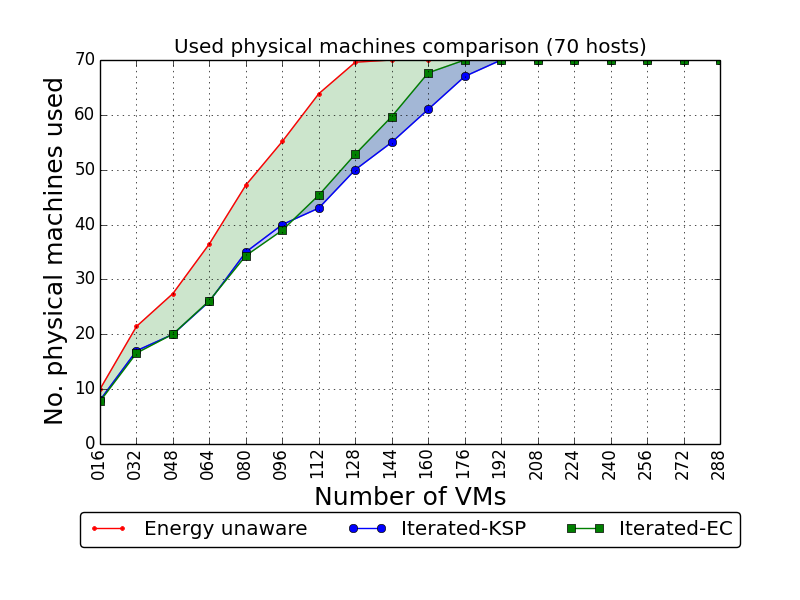 Used physical machines comparison (70 hosts)
No. physical machines used
70
60
50
40
30
20
10
0
016 032 048 064 080 096 112 128 144 160 176 192 208 224 240 256 272 288
Number of VMs
Energy unaware Iterated-KSP Iterated-EC